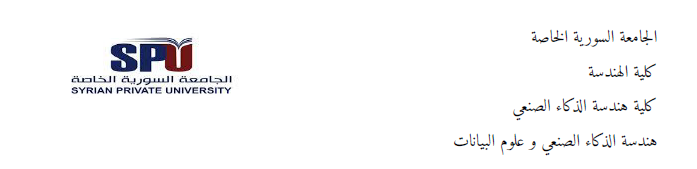 الجامعة السورية الخاصة
كلية الهندسة
كلية هندسة الذكاء الصنعي
هندسة الذكاء الصنعي و علوم البيانات
SPU
الجامعة السورية الخاصة
SYRIAN PRIVATE UNIVERSITY